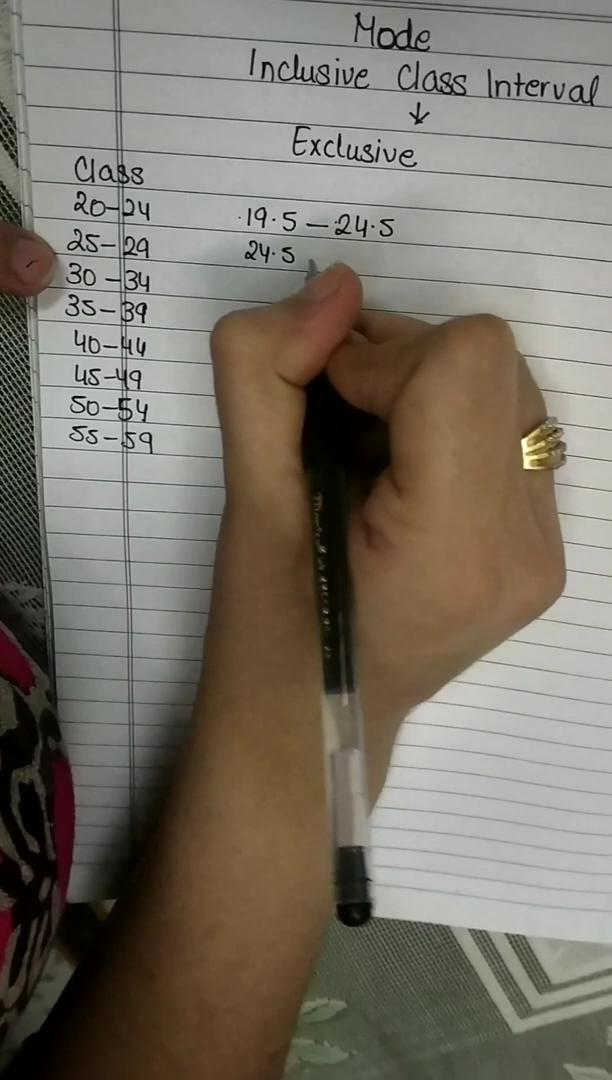 Mode
Inclusive Class Interval
↓
Exclusive
Class
20-24 19.5 - 24.5
25-29 24.5
30-34
35-39
40-44
45-49
50-54
55-59